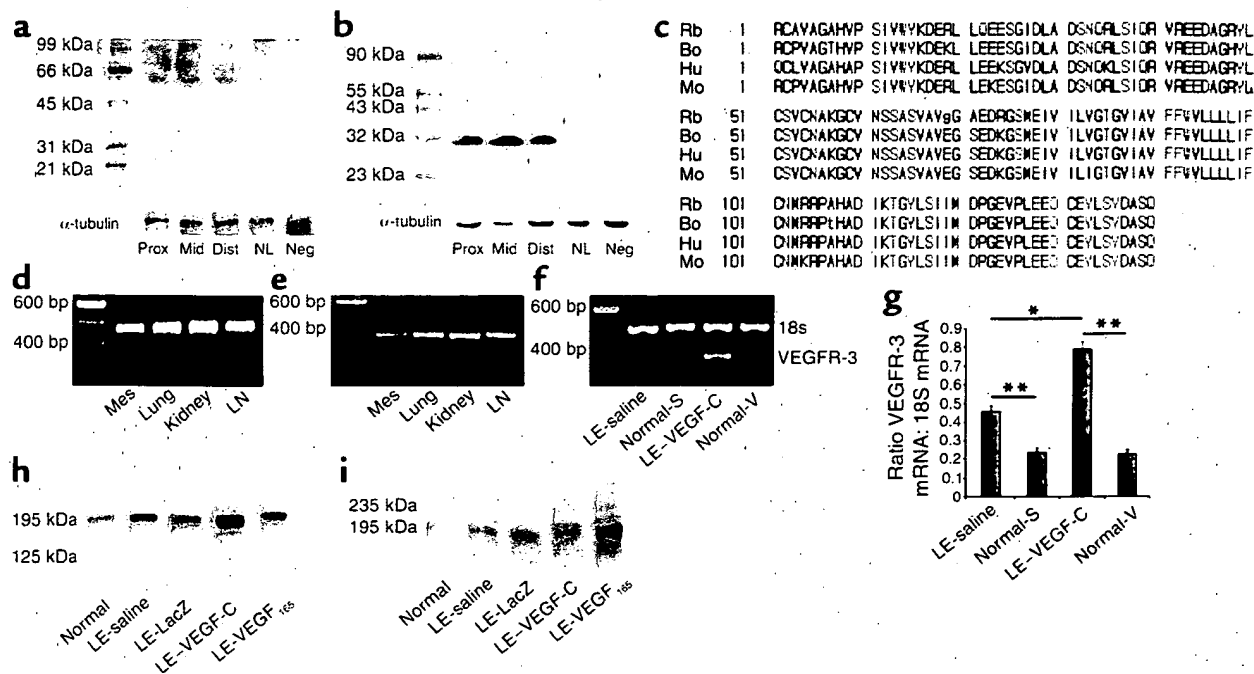 a
99 kDa
66 kDa
45 kDa
31 kDa
21 kDa
α-tubulin
Prox Mid Dist NL Neg
b
90 kDa
55 kDa
43 kDa
32 kDa
23 kDa
α-tubulin
Prox Mid Dist NL Neg
c
Rb 1 RCAVAGAHVP SIVWYKDERL LQEESGIDLA DSNQRLSIQR VREEDAGRYL
Bo 1 RCPVAGTHVP SIVWYKDEKL LEEESGIDLA DSNQRLSIQR VREEDAGRYL
Hu 1 QCLVAGAHAP SIVWYKDERL LEEKSGVDLA DSNQKLSIQR VREEDAGRYL
Mo 1 RCPVAGAHVP SIVWYKDERL LEKESGIDLA DSNQRLSIQR VREEDAGRYL
Rb 51 CSVCNAKGCV NSSASVAVgG AEDRGSMEIV ILVGTGVIAV FFWVLLLLIF
Bo 51 CSVCNAKGCV NSSASVAVEG SEDKGSMEIV ILVGTGVIAV FFWVLLLLIF
Hu 51 CSVCNAKGCV NSSASVAVEG SEDKGSMEIV ILVGTGVIAV FFWVLLLLIF
Mo 51 CSVCNAKGCV NSSASVAVEG SEDKGSMEIV ILIGTGVIAV FFWVLLLLIF
Rb 101 CNMRRPAHAD IKTGYLSIIM DPGEVPLEEQ CEYLSYDASQ
Bo 101 CNMRRPtHAD IKTGYLSIIM DPGEVPLEEQ CEYLSYDASQ
Hu 101 CNMRRPAHAD IKTGYLSIIM DPGEVPLEEQ CEYLSYDASQ
Mo 101 CNMKRPAHAD IKTGYLSIIM DPGEVPLEEQ CEYLSYDASQ
d
600 bp
400 bp
Mes Lung Kidney LN
e
600 bp
400 bp
Mes Lung Kidney LN
f
600 bp
400 bp
18s
VEGFR-3
LE-saline Normal-S LE-VEGF-C Normal-V
g
Ratio VEGFR-3
mRNA: 18S mRNA
0.9
0.8
0.7
0.6
0.5
0.4
0.3
0.2
0.1
0
*
**
**
LE-saline Normal-S LE-VEGF-C Normal-V
h
195 kDa
125 kDa
Normal LE-saline LE-LacZ LE-VEGF-C LE-VEGF165
i
235 kDa
195 kDa
Normal LE-saline LE-LacZ LE-VEGF-C LE-VEGF165